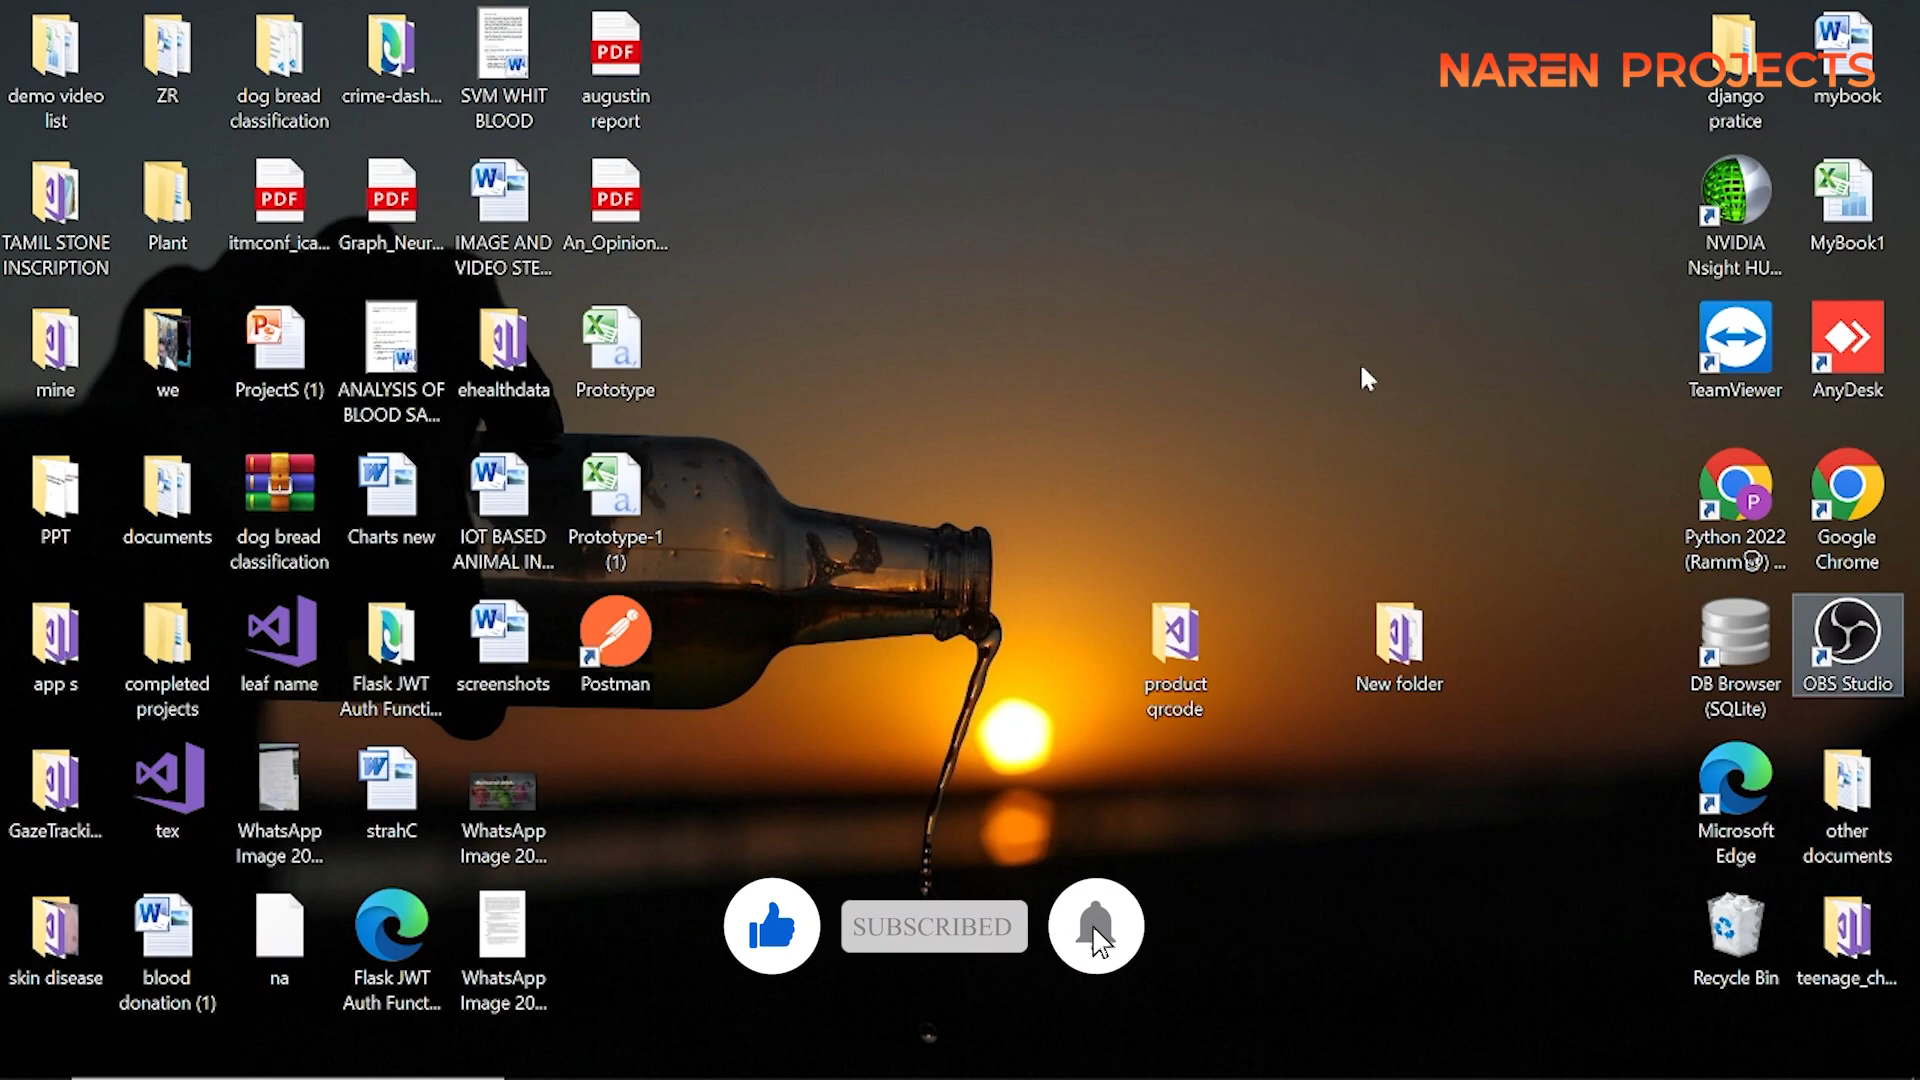 NAREN PROJECTS
demo video
list
ZR
dog bread
classification
crime-dash...
SVM WHIT
BLOOD
PDF
augustin
report
django
pratice
mybook
TAMIL STONE
INSCRIPTION
Plant
PDF
itmconf_ica...
PDF
Graph_Neur...
IMAGE AND
VIDEO STE...
PDF
An_Opinion...
NVIDIA
Nsight HU...
MyBook1
mine
we
ProjectS (1)
ANALYSIS OF
BLOOD SA...
ehealthdata
Prototype
TeamViewer
AnyDesk
PPT
documents
dog bread
classification
Charts new
IOT BASED
ANIMAL IN...
Prototype-1
(1)
P
Python 2022
Google
Chrome
app s
completed
projects
leaf name
Flask JWT
Auth Functi...
screenshots
Postman
product
qrcode
New folder
DB Browser
(SQLite)
OBS Studio
GazeTracki...
tex
WhatsApp
Image 20...
strahC
WhatsApp
Image 20...
Microsoft
Edge
other
documents
skin disease
blood
donation (1)
na
Flask JWT
Auth Funct...
WhatsApp
Image 20...
SUBSCRIBED
Recycle Bin
teenage_ch...